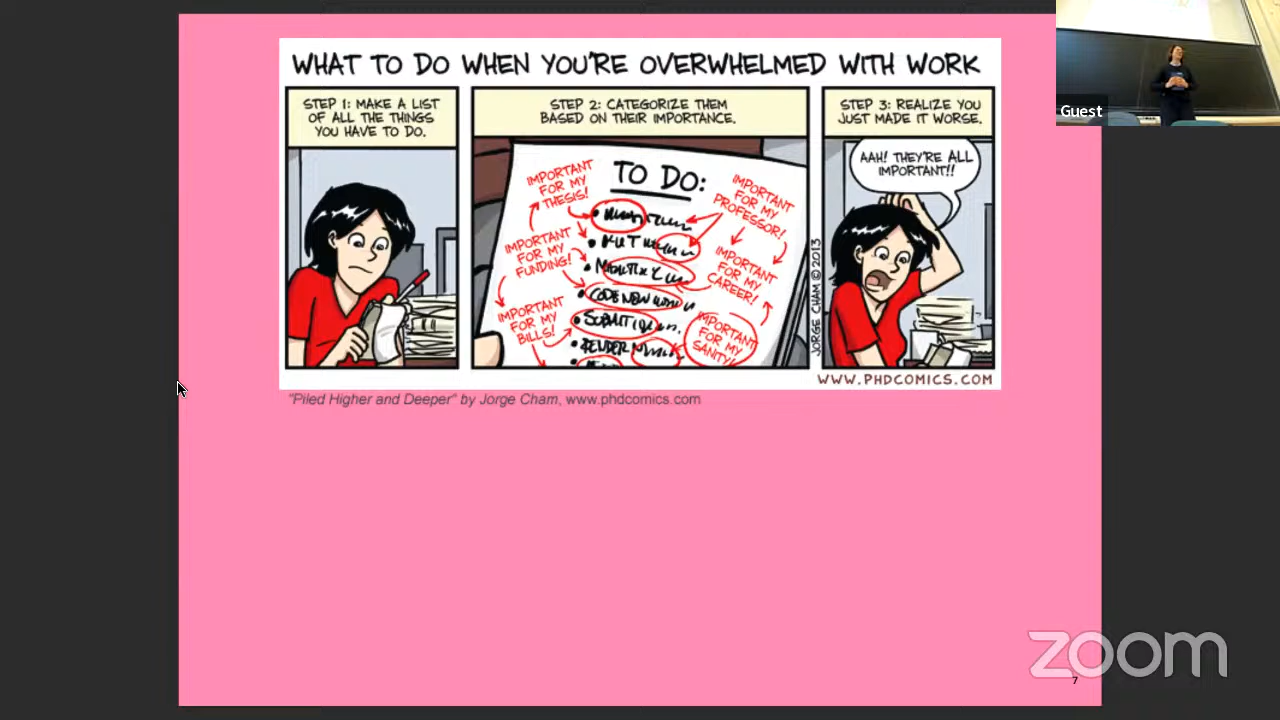 WHAT TO DO WHEN YOU'RE OVERWHELMED WITH WORK
STEP 1: MAKE A LIST
OF ALL THE THINGS
YOU HAVE TO DO.
STEP 2: CATEGORIZE THEM
BASED ON THEIR IMPORTANCE.
TO DO:
IMPORTANT
FOR MY
THESIS!
IMPORTANT
FOR MY
FUNDING!
IMPORTANT
FOR MY
BILLS!
IMPORTANT
FOR MY
PROFESSOR!
IMPORTANT
FOR MY
CAREER!
IMPORTANT
FOR MY
SANITY!
STEP 3: REALIZE YOU
JUST MADE IT WORSE.
AAH! THEY'RE ALL
IMPORTANT!!
JORGE CHAM © 2013
WWW.PHDCOMICS.COM
"Piled Higher and Deeper" by Jorge Cham, www.phdcomics.com
Guest
zoom
7